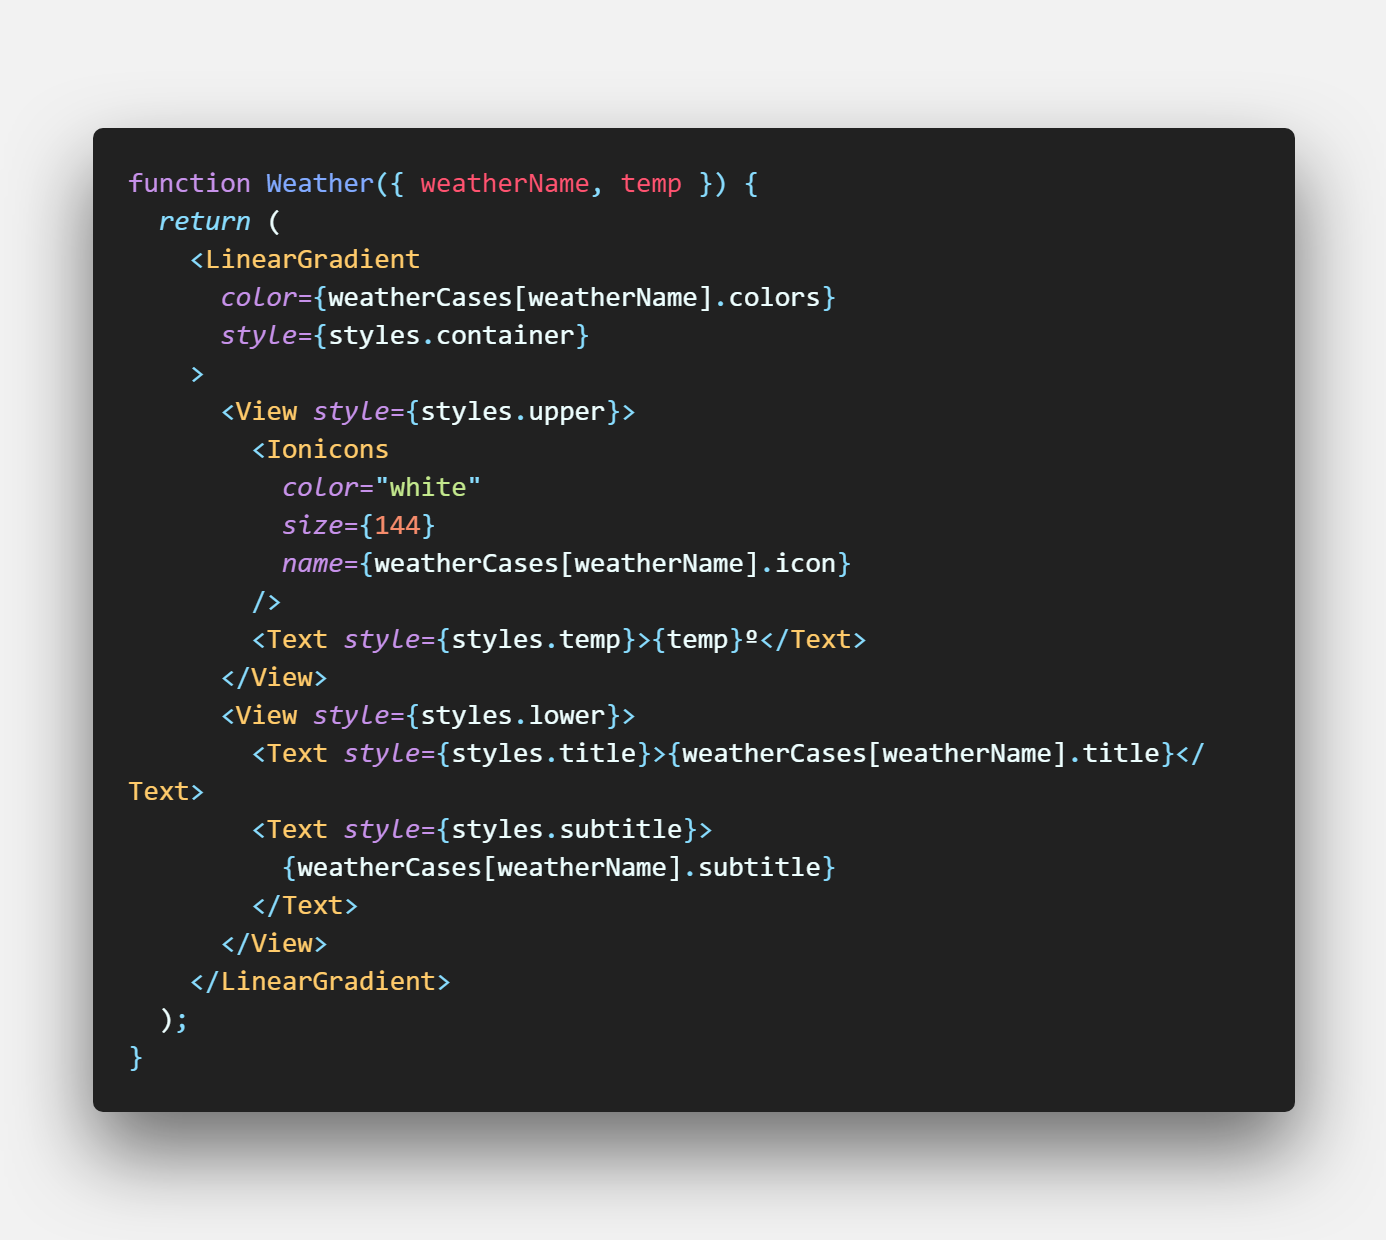 function Weather({ weatherName, temp }) {
  return (
    <LinearGradient
      color={weatherCases[weatherName].colors}
      style={styles.container}
    >
      <View style={styles.upper}>
        <Ionicons
          color="white"
          size={144}
          name={weatherCases[weatherName].icon}
        />
        <Text style={styles.temp}>{temp}º</Text>
      </View>
      <View style={styles.lower}>
        <Text style={styles.title}>{weatherCases[weatherName].title}</
Text>
        <Text style={styles.subtitle}>
          {weatherCases[weatherName].subtitle}
        </Text>
      </View>
    </LinearGradient>
  );
}